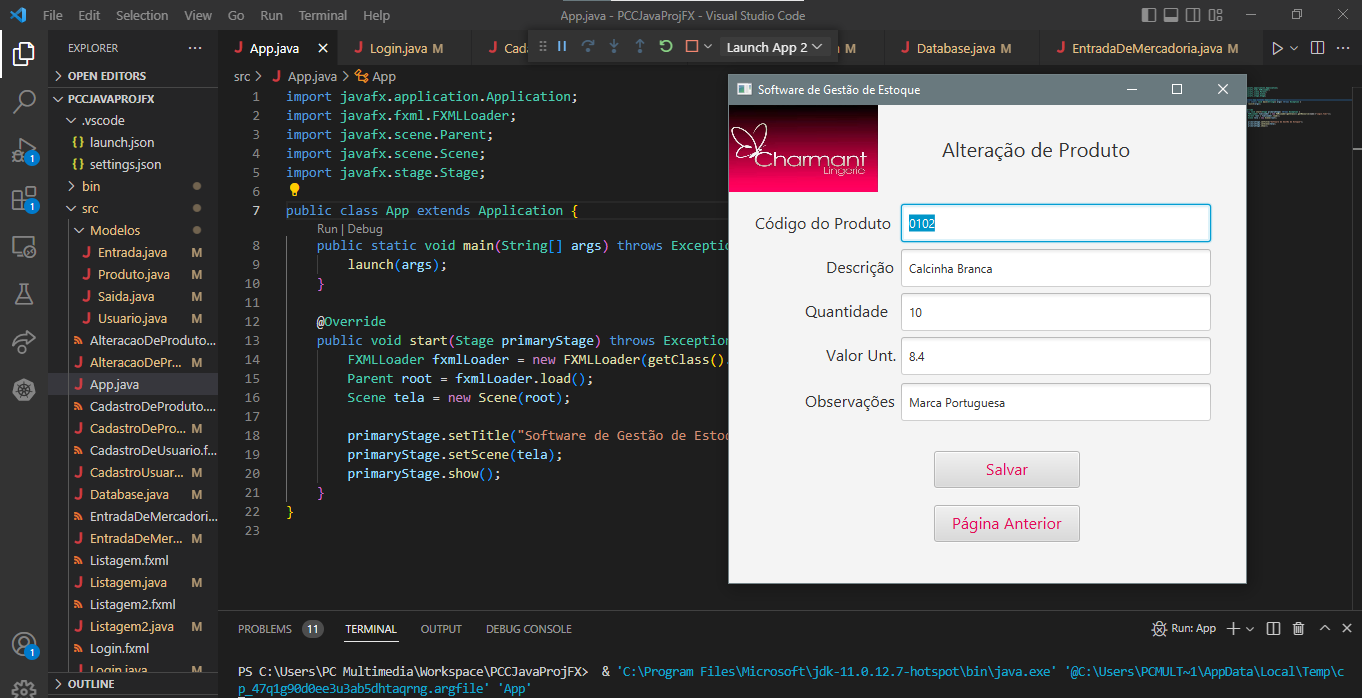 File Edit Selection View Go Run Terminal Help
App.java - PCCJavaProjFX - Visual Studio Code
EXPLORER
App.java
Login.java M
Launch App 2
M
Database.java M
EntradaDeMercadoria.java M
OPEN EDITORS
PCCJAVAPROJFX
.vscode
launch.json
settings.json
bin
src
Modelos
Entrada.java M
Produto.java M
Saida.java M
Usuario.java M
AlteracaoDeProduto...
AlteracaoDePr... M
App.java
CadastroDeProduto....
CadastroDePro... M
CadastroDeUsuario.f...
CadastroUsuar... M
Database.java M
EntradaDeMercadori...
EntradaDeMer... M
Listagem.fxml
Listagem.java M
Listagem2.fxml
Listagem2.java M
Login.fxml
Login.java M
OUTLINE
1
1
1
src > App.java > App
1 import javafx.application.Application;
2 import javafx.fxml.FXMLLoader;
3 import javafx.scene.Parent;
4 import javafx.scene.Scene;
5 import javafx.stage.Stage;
6
7 public class App extends Application {
Run | Debug
8 public static void main(String[] args) throws Exceptio
9 launch(args);
10 }
11
12 @Override
13 public void start(Stage primaryStage) throws Exception
14 FXMLLoader fxmlLoader = new FXMLLoader(getClass().
15 Parent root = fxmlLoader.load();
16 Scene tela = new Scene(root);
17
18 primaryStage.setTitle("Software de Gestão de Estoq
19 primaryStage.setScene(tela);
20 primaryStage.show();
21 }
22 }
23
Software de Gestão de Estoque
Charmant
Lingerie
Alteração de Produto
Código do Produto 0102
Descrição Calcinha Branca
Quantidade 10
Valor Unt. 8.4
Observações Marca Portuguesa
Salvar
Página Anterior
PROBLEMS 11 TERMINAL OUTPUT DEBUG CONSOLE
Run: App
PS C:\Users\PC Multimedia\Workspace\PCCJavaProjFX> & 'C:\Program Files\Microsoft\jdk-11.0.12.7-hotspot\bin\java.exe' '@C:\Users\PCMULT~1\AppData\Local\Temp\c
p_47q1g90d0ee3u3ab5dhtaqrng.argfile' 'App'